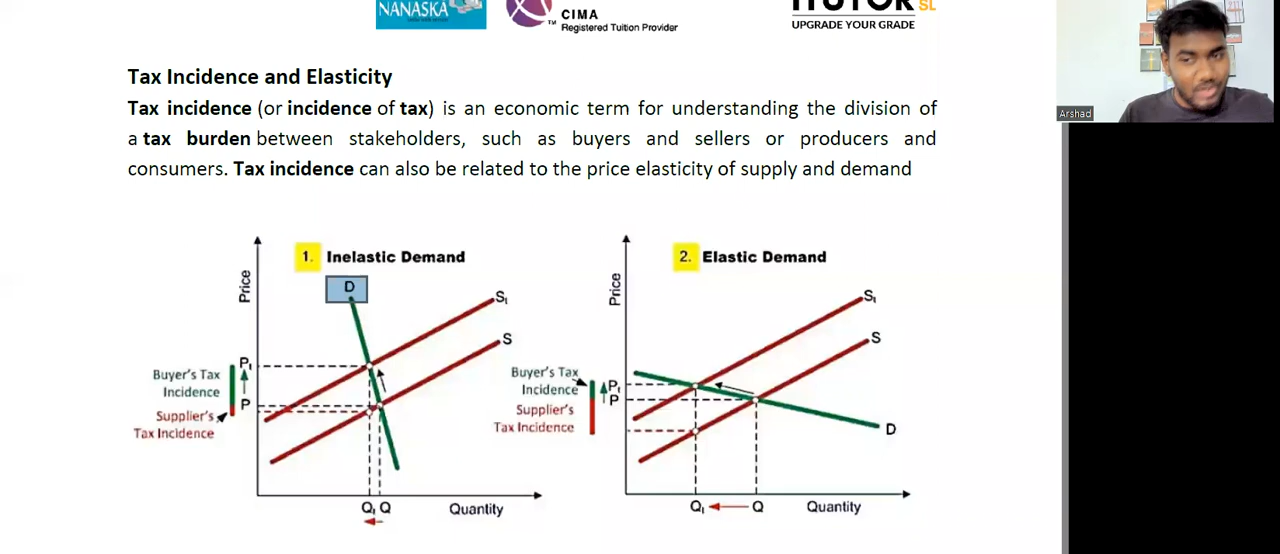 NANASKA
CIMA
TM
Registered Tuition Provider
SL
UPGRADE YOUR GRADE
Arshad
Tax Incidence and Elasticity
Tax incidence (or incidence of tax) is an economic term for understanding the division of
a tax burden between stakeholders, such as buyers and sellers or producers and
consumers. Tax incidence can also be related to the price elasticity of supply and demand
1. Inelastic Demand
Price
D
S₁
S
P₁
P
Buyer's Tax
Incidence
Supplier's
Tax Incidence
Q₁ Q
Quantity
2. Elastic Demand
Price
S₁
S
P₁
P
Buyer's Tax
Incidence
Supplier's
Tax Incidence
D
Q₁
Q
Quantity